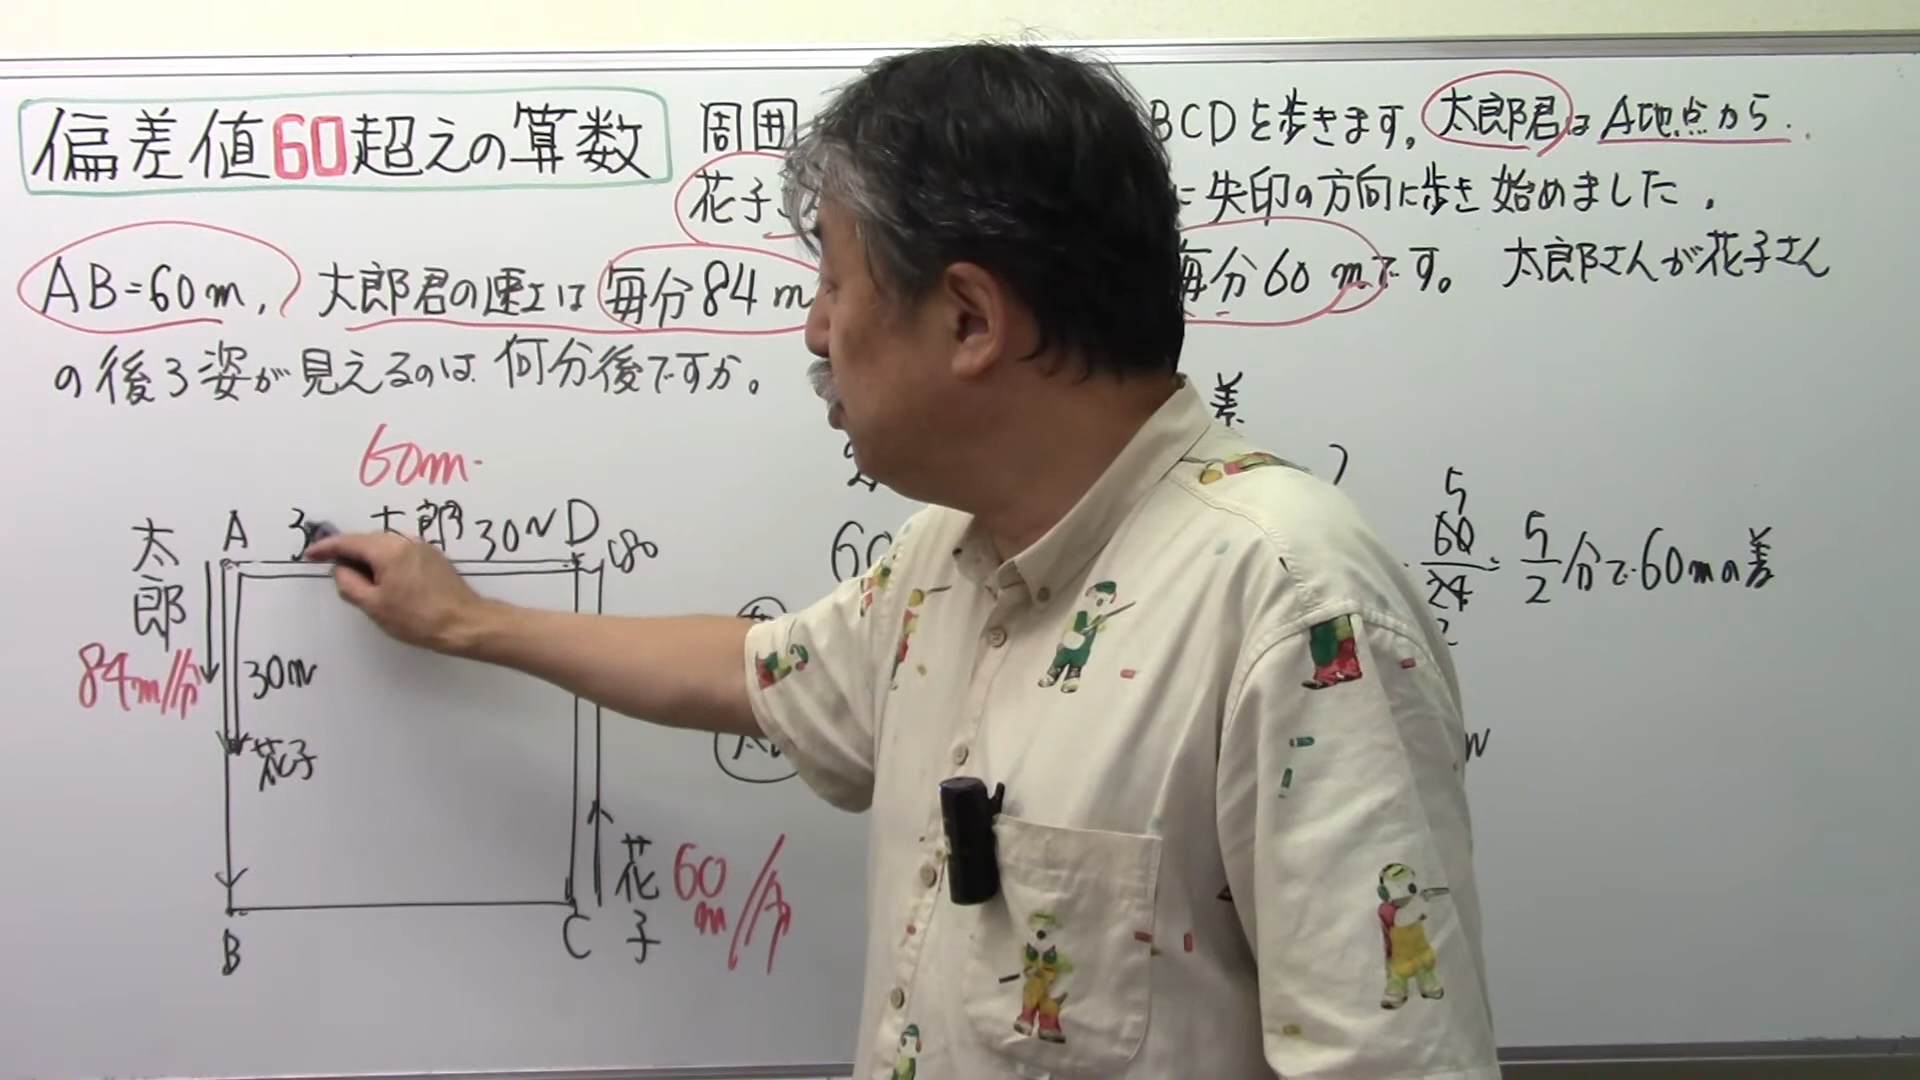 偏差値60超えの算数
周囲
BCDを歩きます。太郎君はA地点から
花子
に矢印の方向に歩き始めました。
AB=60m, 太郎君の速さは毎分84m
毎分60mです。太郎さんが花子さん
の後ろ姿が見えるのは何分後ですか。
差
60m
太郎
A
太郎
30m
D
180
84m/分
30m
花子
B
C
花子
60m/分
60
5
60
24
2
= 5/2分で60mの差